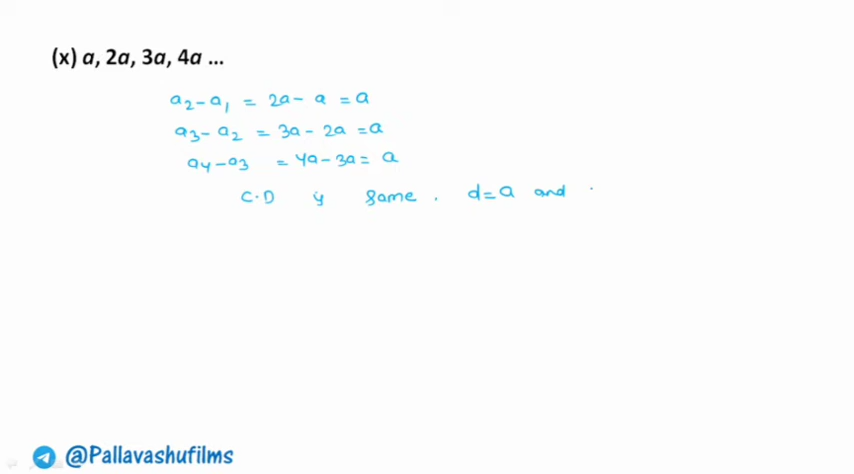 (x) a, 2a, 3a, 4a ...
a₂ - a₁ = 2a - a = a
a₃ - a₂ = 3a - 2a = a
a₄ - a₃ = 4a - 3a = a
C.D is same . d = a and
@Pallavashufilms